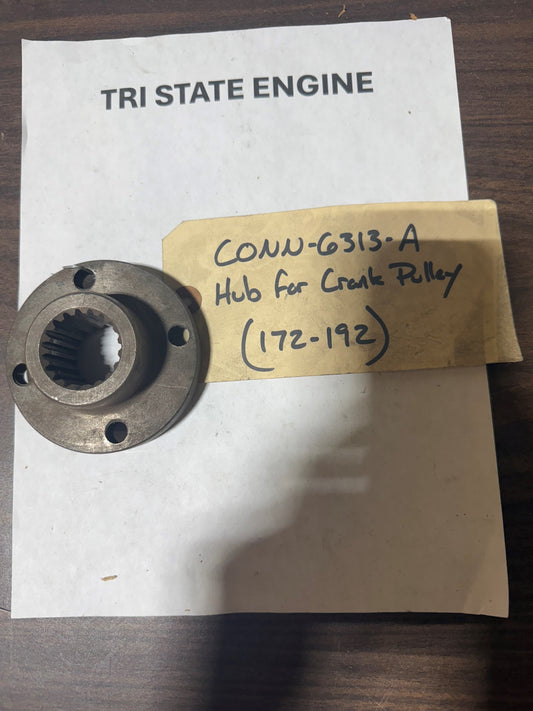 TRI STATE ENGINE
CONN-6313-A
Hub for Crank Pulley
(172-192)